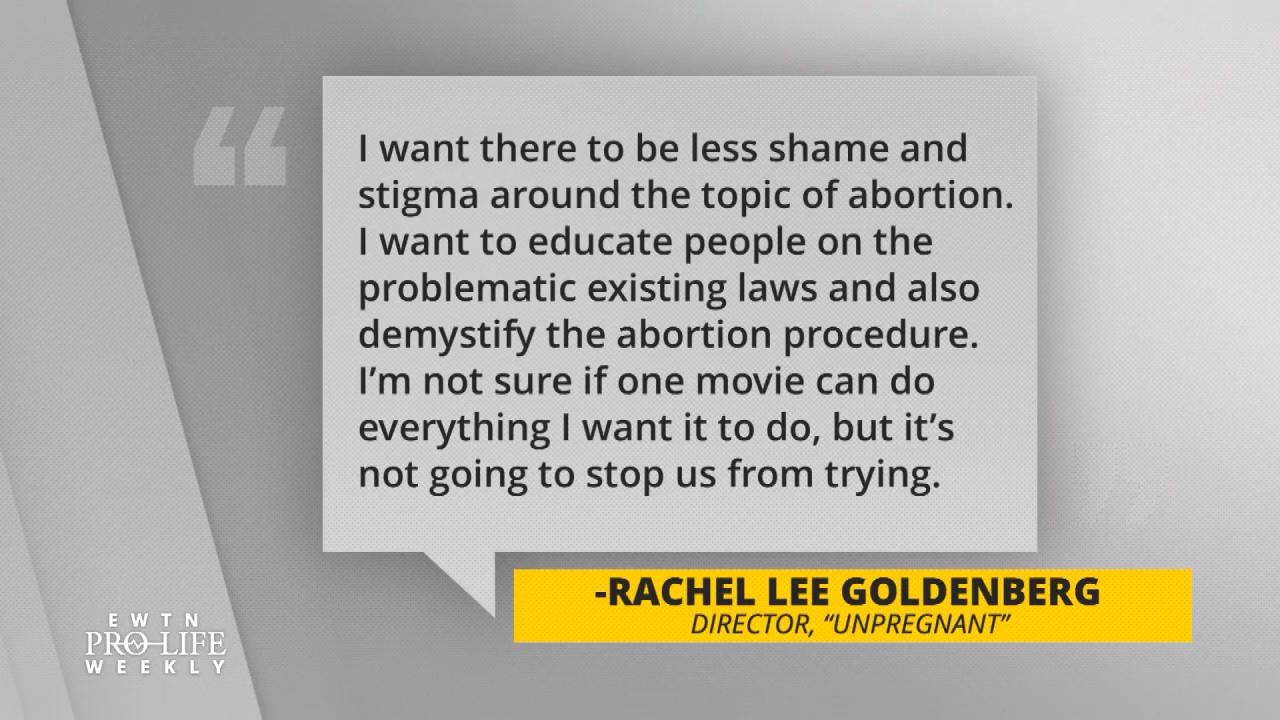 “
I want there to be less shame and
stigma around the topic of abortion.
I want to educate people on the
problematic existing laws and also
demystify the abortion procedure.
I’m not sure if one movie can do
everything I want it to do, but it’s
not going to stop us from trying.
-RACHEL LEE GOLDENBERG
DIRECTOR, “UNPREGNANT”
EWTN
PRO-LIFE
WEEKLY